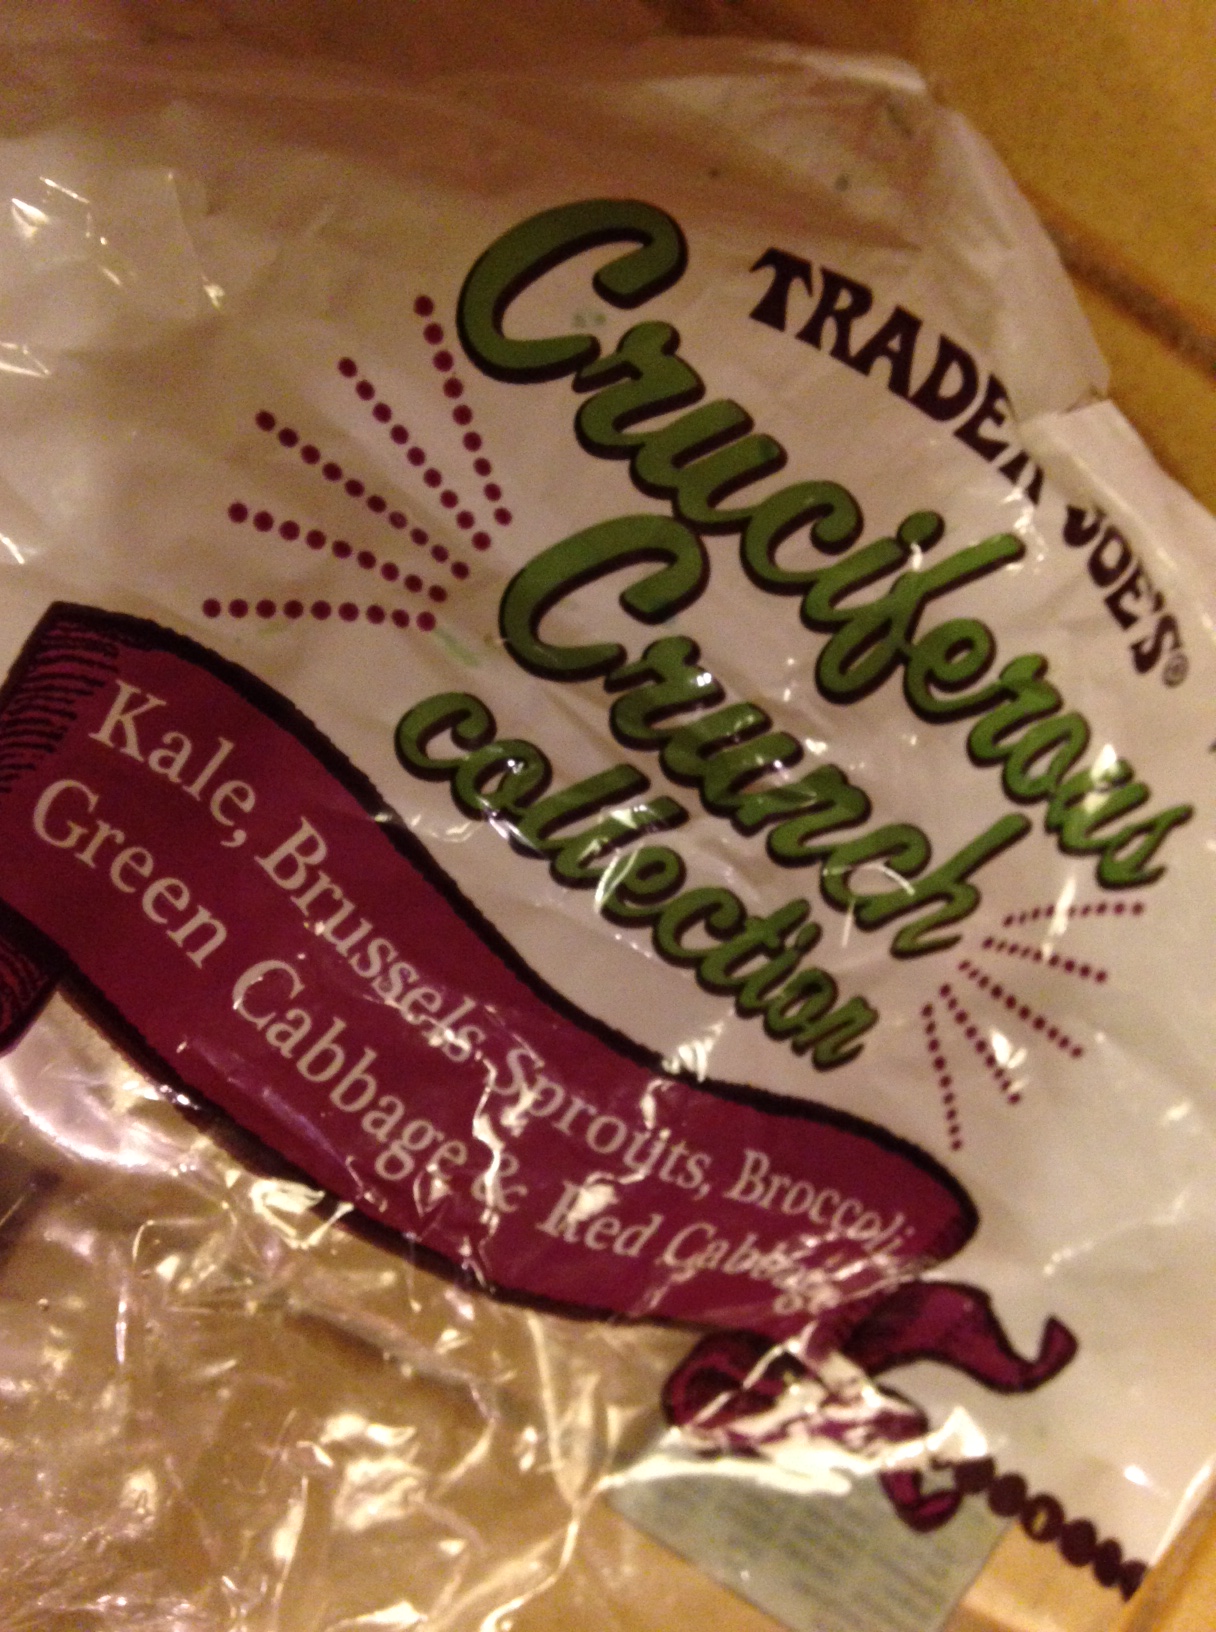 TRADER JOE'S®
Cruciferous
Crunch
collection
Kale, Brussels Sprouts, Broccoli,
Green Cabbage & Red Cabbage